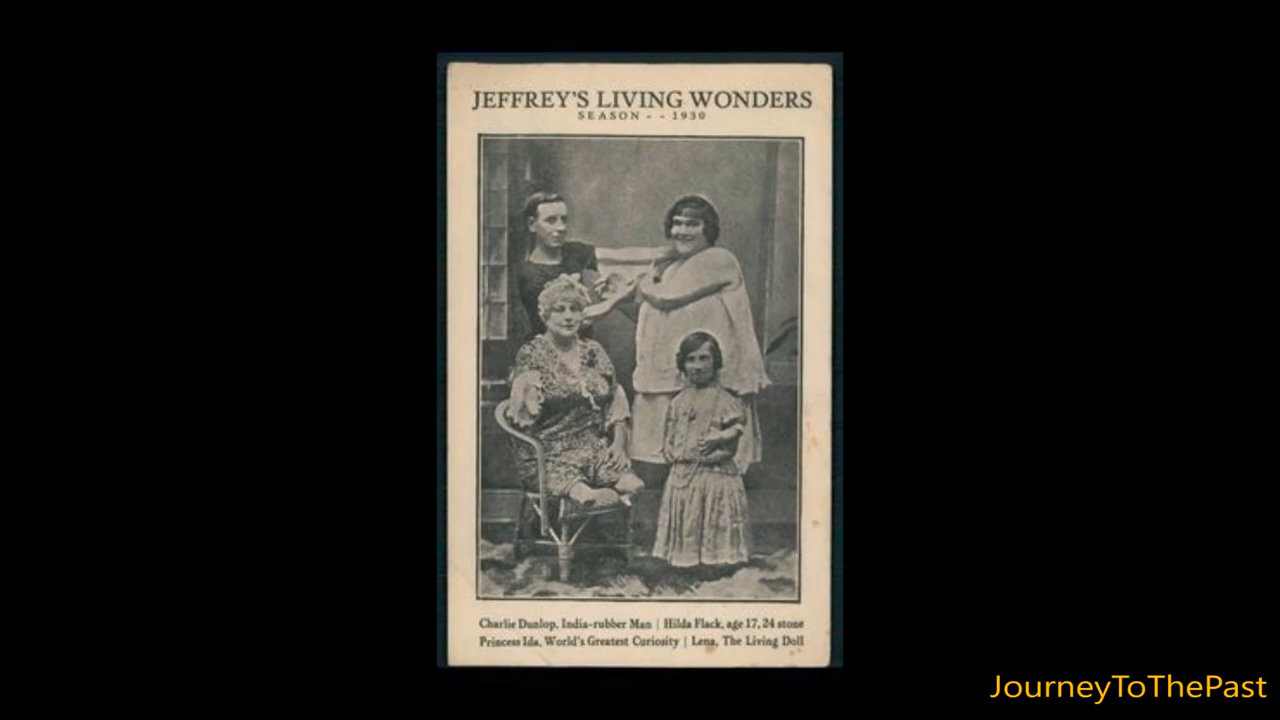 JEFFREY'S LIVING WONDERS
SEASON - - 1930
Charlie Dunlop, India-rubber Man | Hilda Flack, age 17, 24 stone
Princess Ida, World's Greatest Curiosity | Lena, The Living Doll
JourneyToThePast